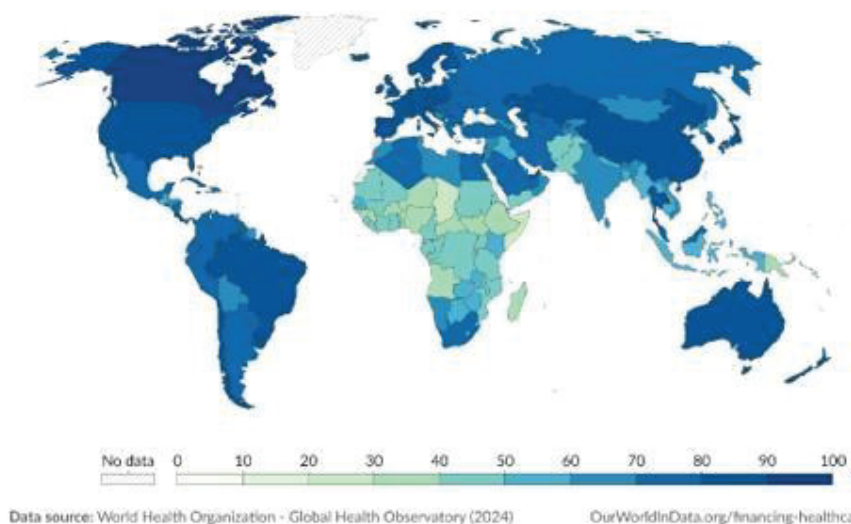 No data 0 10 20 30 40 50 60 70 80 90 100
Data source: World Health Organization - Global Health Observatory (2024) OurWorldInData.org/financing-healthca